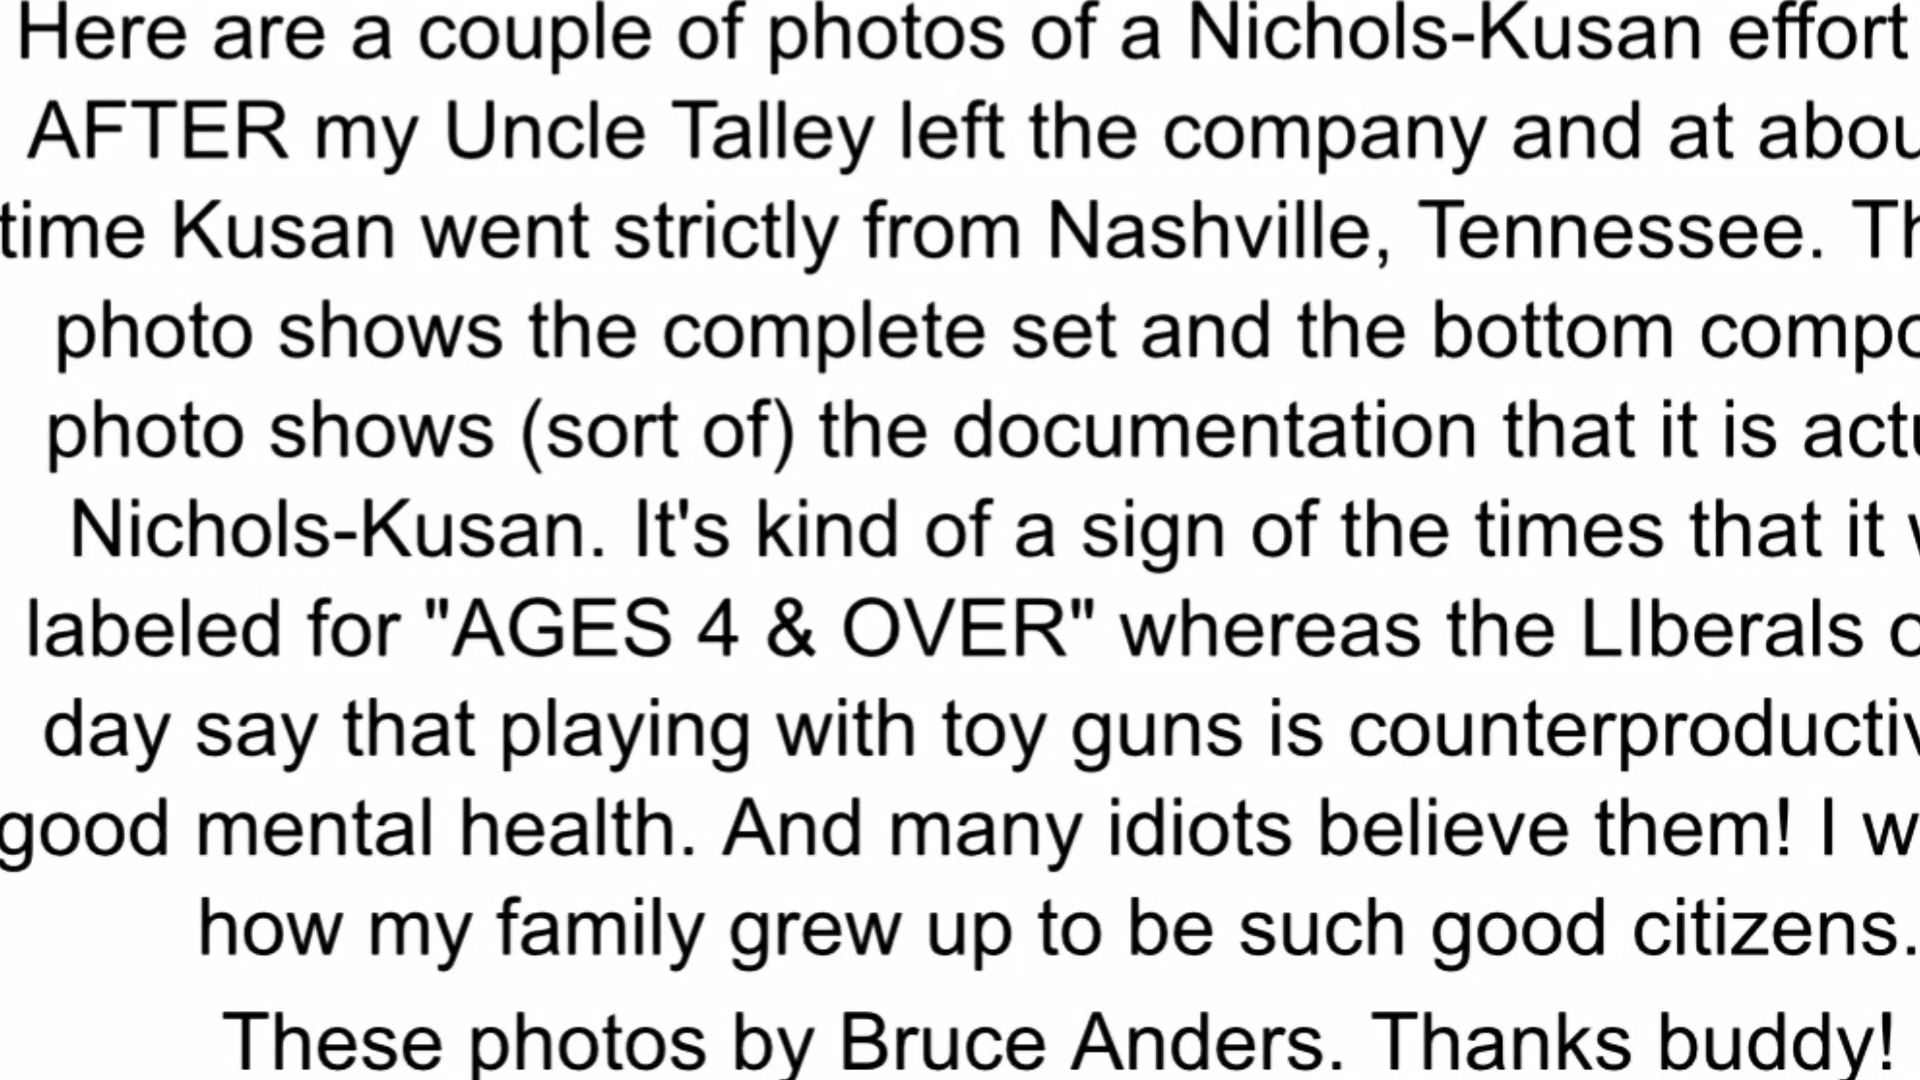 Here are a couple of photos of a Nichols-Kusan effort
AFTER my Uncle Talley left the company and at abou
time Kusan went strictly from Nashville, Tennessee. Th
photo shows the complete set and the bottom compo
photo shows (sort of) the documentation that it is actu
Nichols-Kusan. It's kind of a sign of the times that it w
labeled for "AGES 4 & OVER" whereas the LIberals o
day say that playing with toy guns is counterproductiv
good mental health. And many idiots believe them! I w
how my family grew up to be such good citizens.
These photos by Bruce Anders. Thanks buddy!